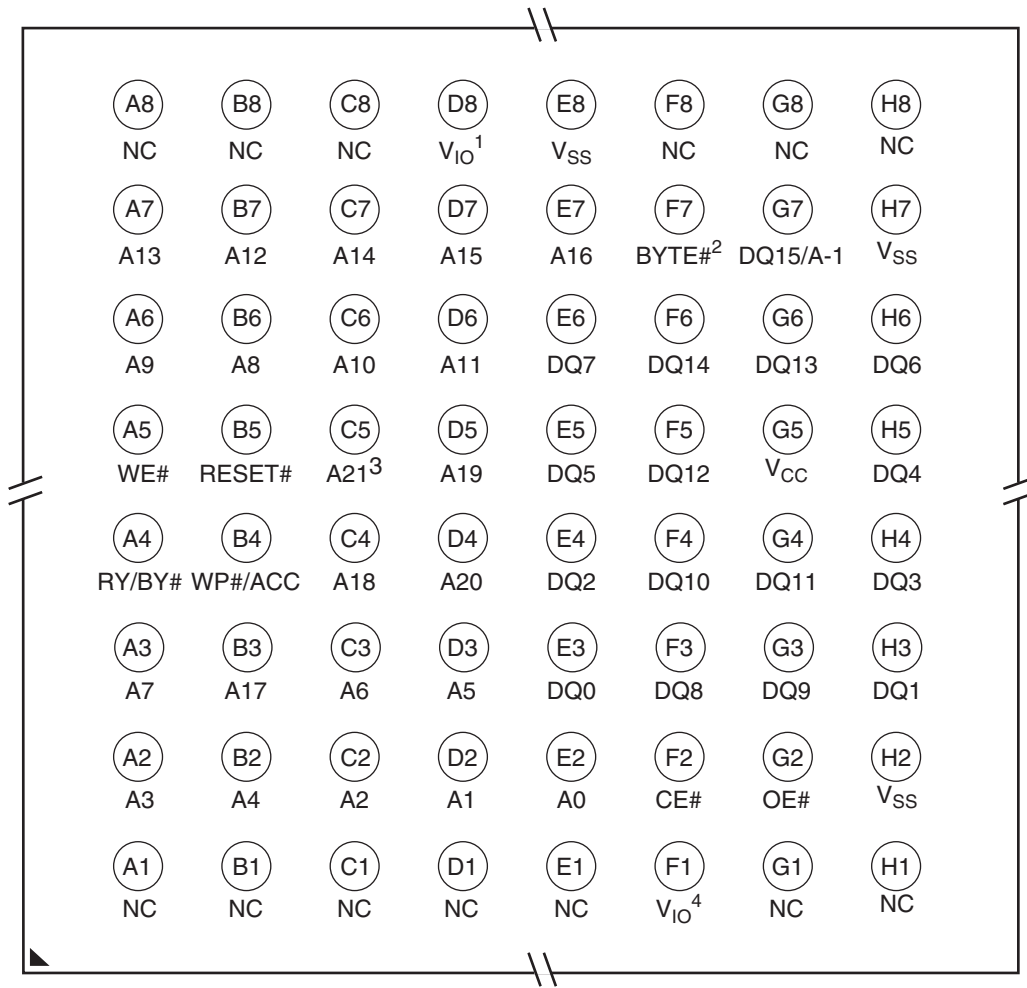 A8 B8 C8 D8 E8 F8 G8 H8
NC NC NC VIO1 VSS NC NC NC
A7 B7 C7 D7 E7 F7 G7 H7
A13 A12 A14 A15 A16 BYTE#2 DQ15/A-1 VSS
A6 B6 C6 D6 E6 F6 G6 H6
A9 A8 A10 A11 DQ7 DQ14 DQ13 DQ6
A5 B5 C5 D5 E5 F5 G5 H5
WE# RESET# A213 A19 DQ5 DQ12 VCC DQ4
A4 B4 C4 D4 E4 F4 G4 H4
RY/BY# WP#/ACC A18 A20 DQ2 DQ10 DQ11 DQ3
A3 B3 C3 D3 E3 F3 G3 H3
A7 A17 A6 A5 DQ0 DQ8 DQ9 DQ1
A2 B2 C2 D2 E2 F2 G2 H2
A3 A4 A2 A1 A0 CE# OE# VSS
A1 B1 C1 D1 E1 F1 G1 H1
NC NC NC NC NC VIO4 NC NC